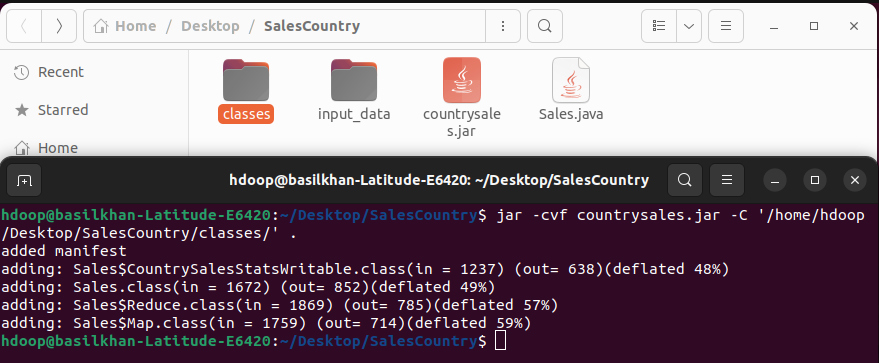 Home / Desktop / SalesCountry
Recent
Starred
Home
classes
input_data
countrysale
s.jar
Sales.java
hdoop@basilkhan-Latitude-E6420: ~/Desktop/SalesCountry
hdoop@basilkhan-Latitude-E6420:~/Desktop/SalesCountry$ jar -cvf countrysales.jar -C '/home/hdoop
/Desktop/SalesCountry/classes/' .
added manifest
adding: Sales$CountrySalesStatsWritable.class(in = 1237) (out= 638)(deflated 48%)
adding: Sales.class(in = 1672) (out= 852)(deflated 49%)
adding: Sales$Reduce.class(in = 1869) (out= 785)(deflated 57%)
adding: Sales$Map.class(in = 1759) (out= 714)(deflated 59%)
hdoop@basilkhan-Latitude-E6420:~/Desktop/SalesCountry$